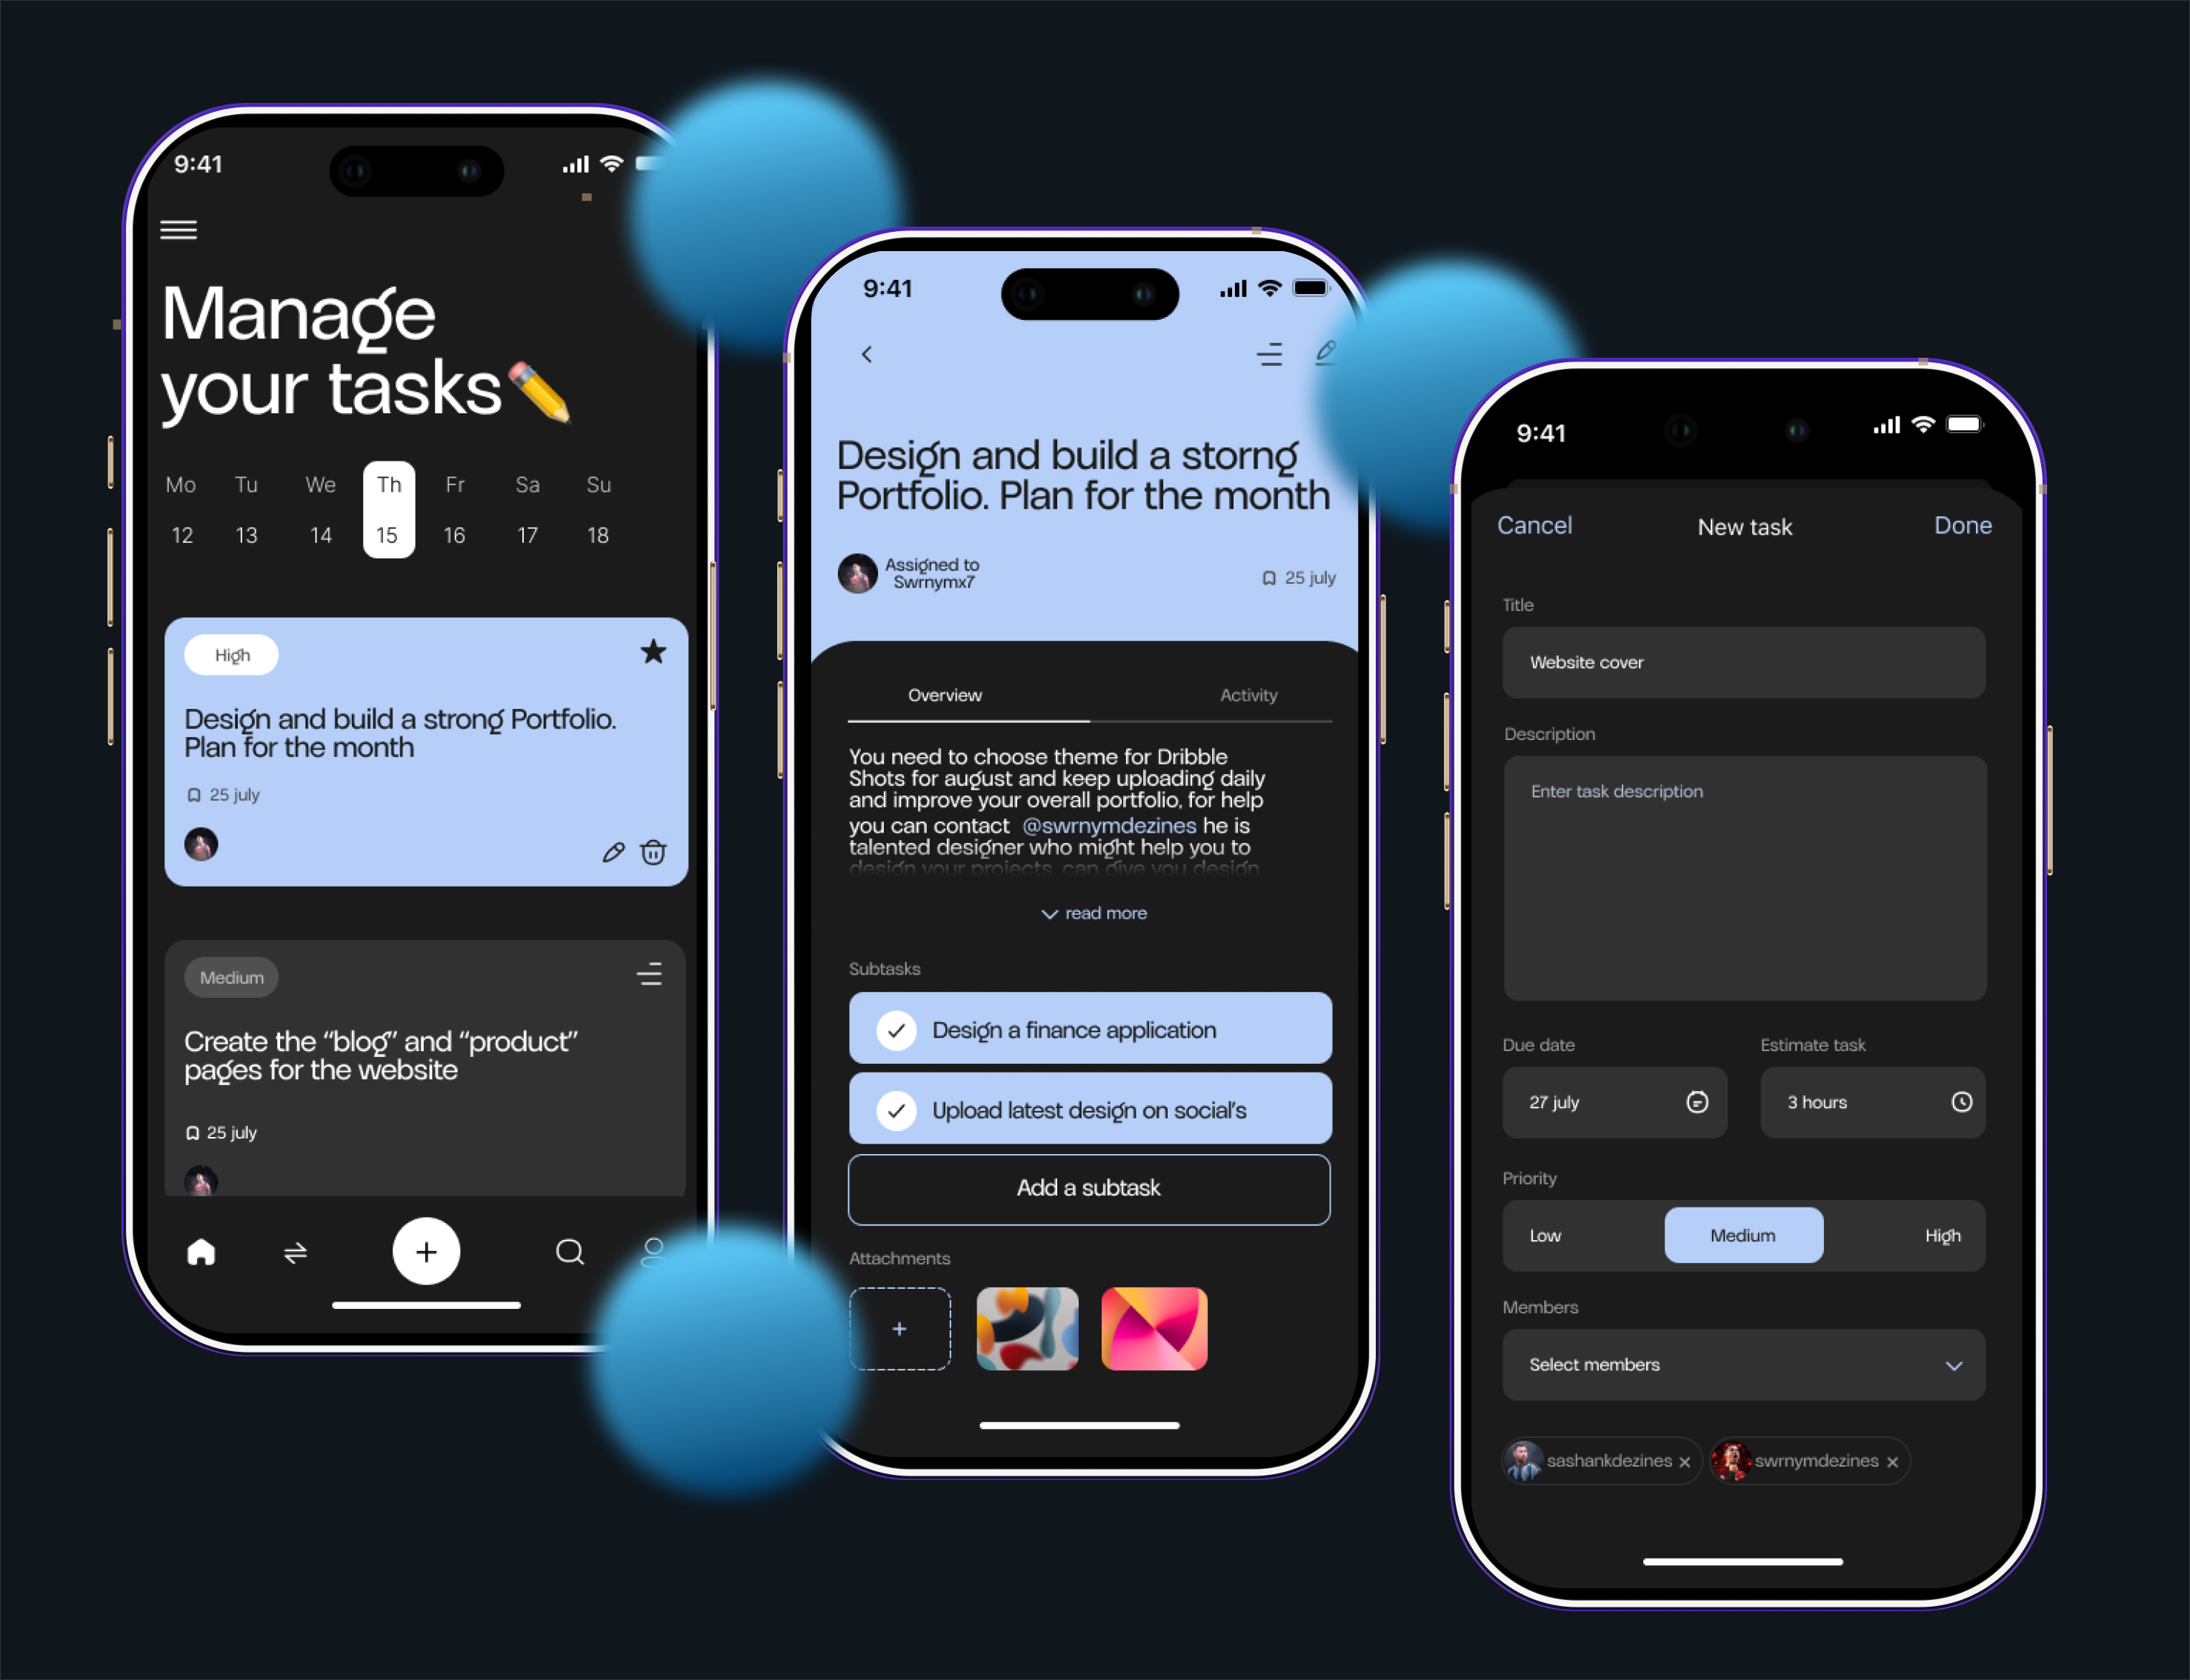 9:41
Manage
your tasks✏️
Mo Tu We Th Fr Sa Su
12 13 14 15 16 17 18
High
Design and build a strong Portfolio.
Plan for the month
25 july
Medium
Create the “blog” and “product”
pages for the website
25 july
9:41
Design and build a storng
Portfolio. Plan for the month
Assigned to
Swrnymx7
25 july
Overview Activity
You need to choose theme for Dribble
Shots for august and keep uploading daily
and improve your overall portfolio, for help
you can contact @swrnymdezines he is
talented designer who might help you to
design your projects, can give you design
read more
Subtasks
Design a finance application
Upload latest design on social's
Add a subtask
Attachments
9:41
Cancel New task Done
Title
Website cover
Description
Enter task description
Due date Estimate task
27 july 3 hours
Priority
Low Medium High
Members
Select members
sashankdezines × swrnymdezines ×